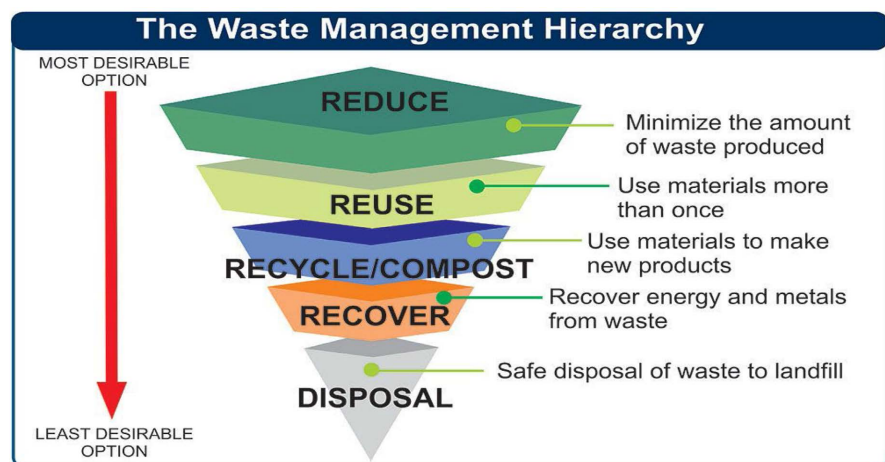 The Waste Management Hierarchy
MOST DESIRABLE
OPTION
REDUCE
Minimize the amount
of waste produced
REUSE
Use materials more
than once
RECYCLE/COMPOST
Use materials to make
new products
RECOVER
Recover energy and metals
from waste
DISPOSAL
Safe disposal of waste to landfill
LEAST DESIRABLE
OPTION